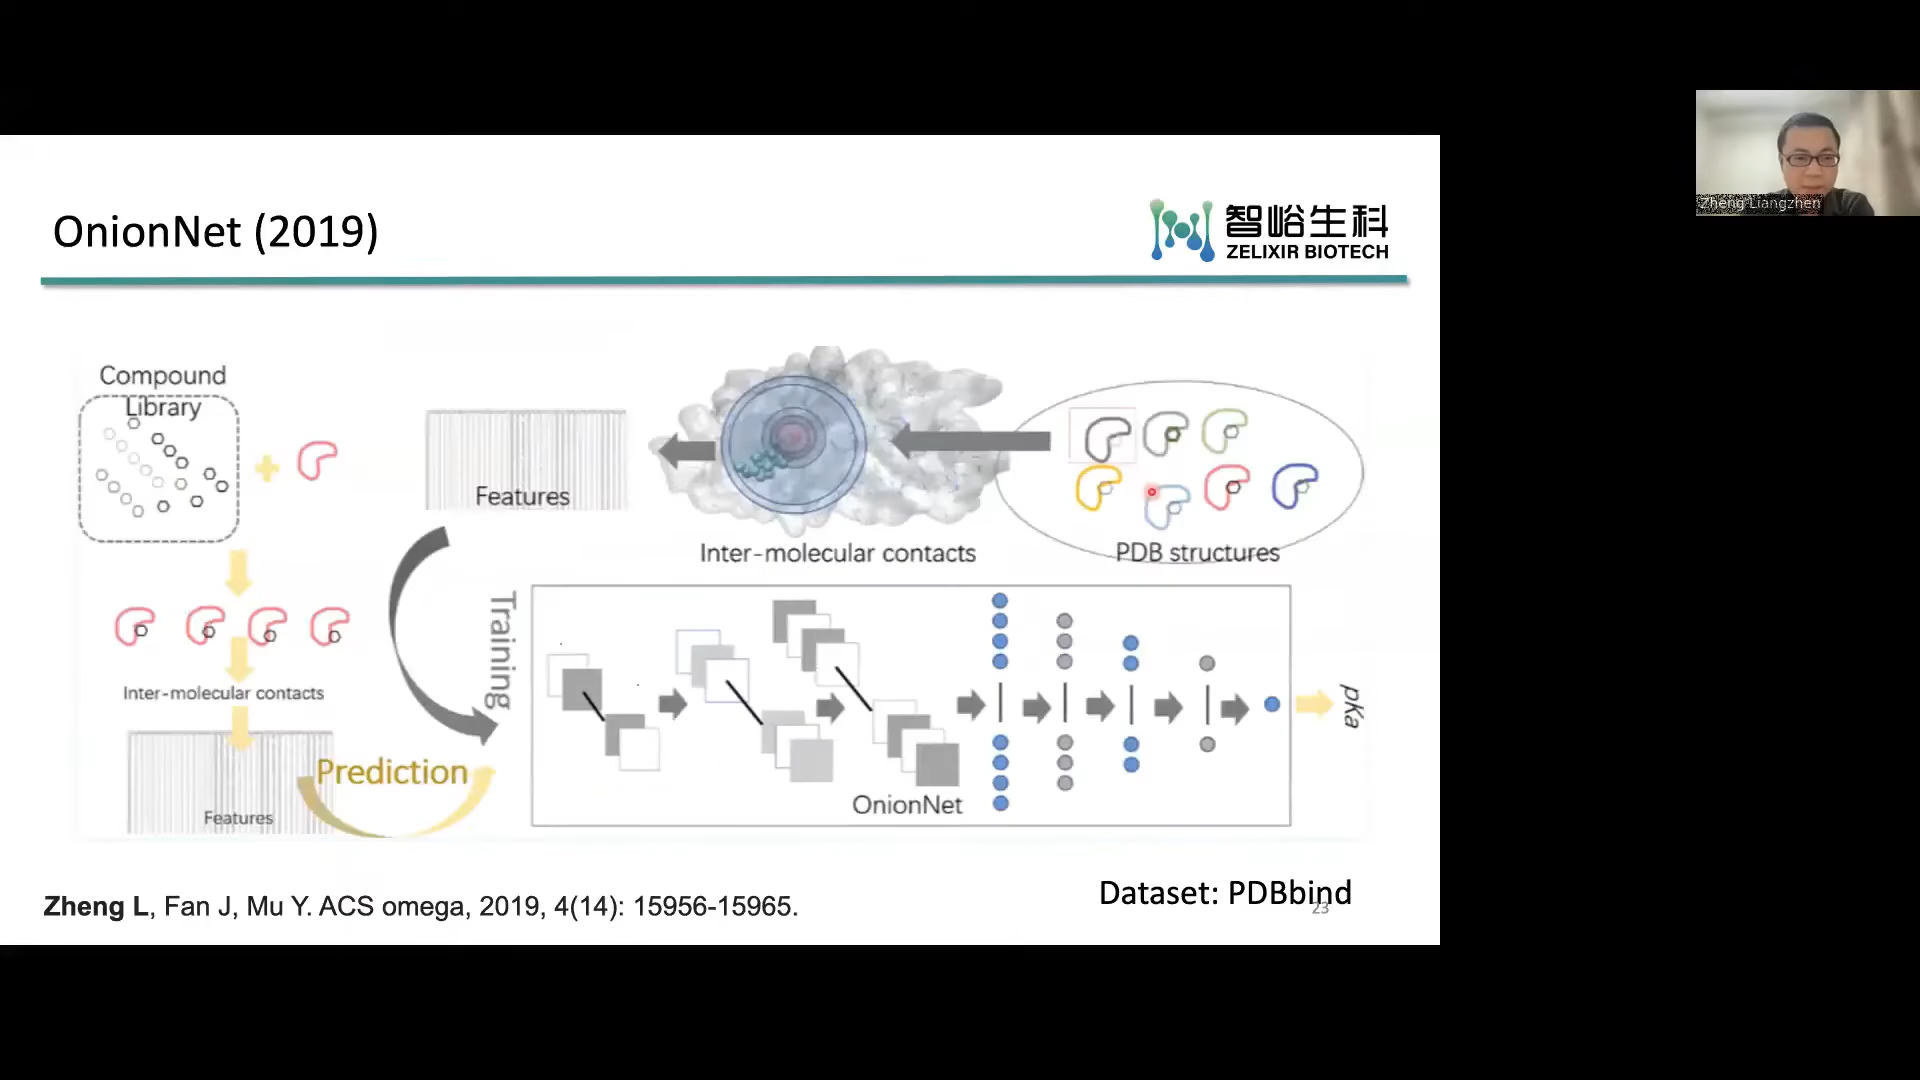 OnionNet (2019)
智峪生科
ZELIXIR BIOTECH
Zheng Liangzhen
Compound
Library
Features
Inter-molecular contacts
PDB structures
Training
Inter-molecular contacts
Prediction
Features
OnionNet
pKa
Zheng L, Fan J, Mu Y. ACS omega, 2019, 4(14): 15956-15965.
Dataset: PDBbind
23